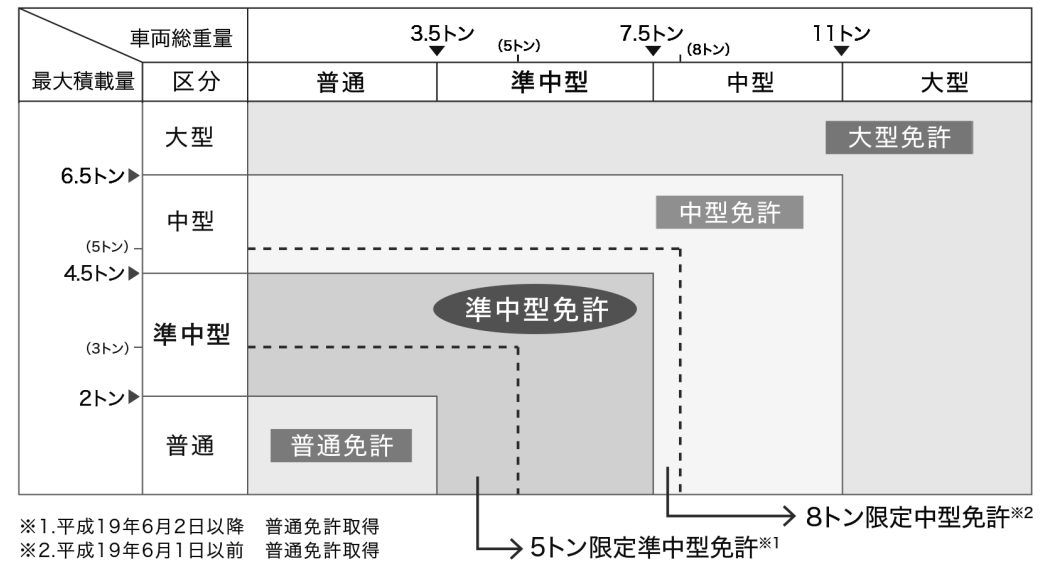 車両総重量
3.5トン
(5トン)
7.5トン
(8トン)
11トン
最大積載量
区分
普通
準中型
中型
大型
大型
大型免許
6.5トン
中型
中型免許
(5トン)
4.5トン
準中型免許
準中型
(3トン)
2トン
普通
普通免許
8トン限定中型免許※2
※1.平成19年6月2日以降 普通免許取得
5トン限定準中型免許※1
※2.平成19年6月1日以前 普通免許取得